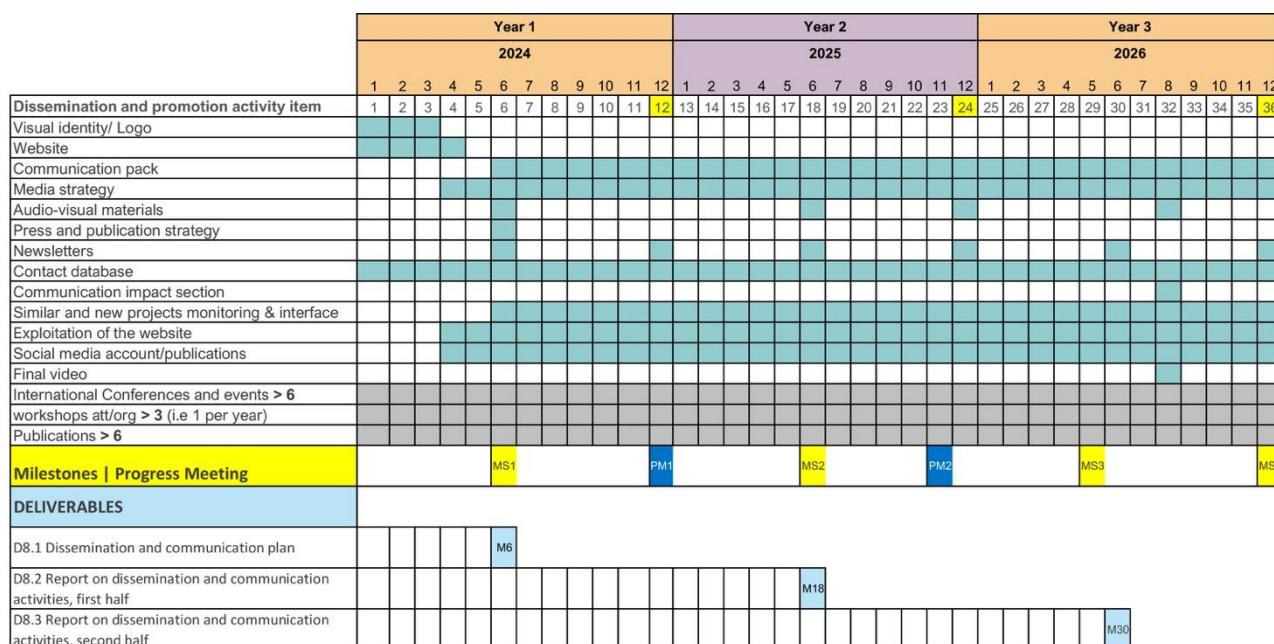 Year 1 Year 2 Year 3
2024 2025 2026
1 2 3 4 5 6 7 8 9 10 11 12 1 2 3 4 5 6 7 8 9 10 11 12 1 2 3 4 5 6 7 8 9 10 11 12
Dissemination and promotion activity item 1 2 3 4 5 6 7 8 9 10 11 12 13 14 15 16 17 18 19 20 21 22 23 24 25 26 27 28 29 30 31 32 33 34 35 36
Visual identity/ Logo
Website
Communication pack
Media strategy
Audio-visual materials
Press and publication strategy
Newsletters
Contact database
Communication impact section
Similar and new projects monitoring & interface
Exploitation of the website
Social media account/publications
Final video
International Conferences and events > 6
workshops att/org > 3 (i.e 1 per year)
Publications > 6
Milestones | Progress Meeting MS1 PM1 MS2 PM2 MS3 MS
DELIVERABLES
D8.1 Dissemination and communication plan M6
D8.2 Report on dissemination and communication
activities, first half M18
D8.3 Report on dissemination and communication
activities, second half M30